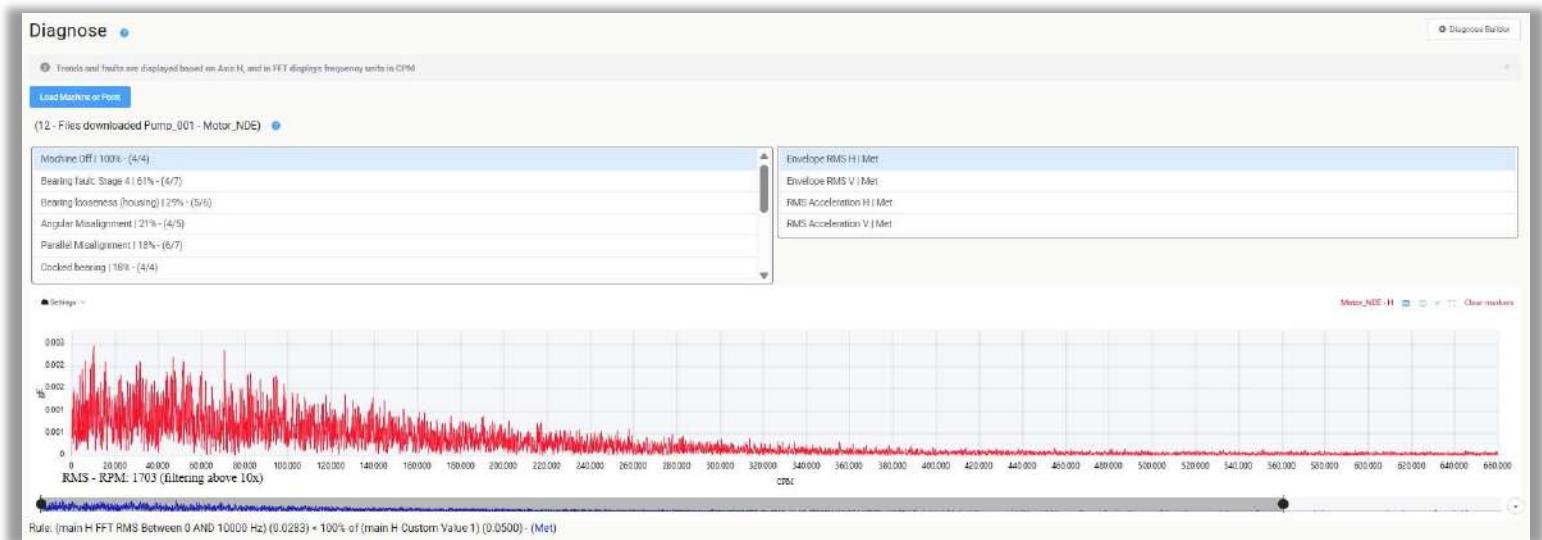 Diagnose
Diagnose Builder
Trends and faults are displayed based on Axis H, and in FFT displays frequency units in CPM
Load Machine or Point
(12 - Files downloaded Pump_001 - Motor_NDE)
Machine Off | 100% - (4/4)
Bearing fault: Stage 4 | 61% - (4/7)
Bearing looseness (housing) | 29% - (5/6)
Angular Misalignment | 21% - (4/5)
Parallel Misalignment | 18% - (6/7)
Cocked bearing | 18% - (4/4)
Envelope RMS H | Met
Envelope RMS V | Met
RMS Acceleration H | Met
RMS Acceleration V | Met
Settings
Motor_NDE - H
Clear markers
0.003
0.002
0.002
0.001
0.001
0
0 20.000 40.000 60.000 80.000 100.000 120.000 140.000 160.000 180.000 200.000 220.000 240.000 260.000 280.000 300.000 320.000 340.000 360.000 380.000 400.000 420.000 440.000 460.000 480.000 500.000 520.000 540.000 560.000 580.000 600.000 620.000 640.000 660.000
CPM
RMS - RPM: 1703 (filtering above 10x)
Rule: (main H FFT RMS Between 0 AND 10000 Hz) (0.0283) < 100% of (main H Custom Value 1) (0.0500) - (Met)